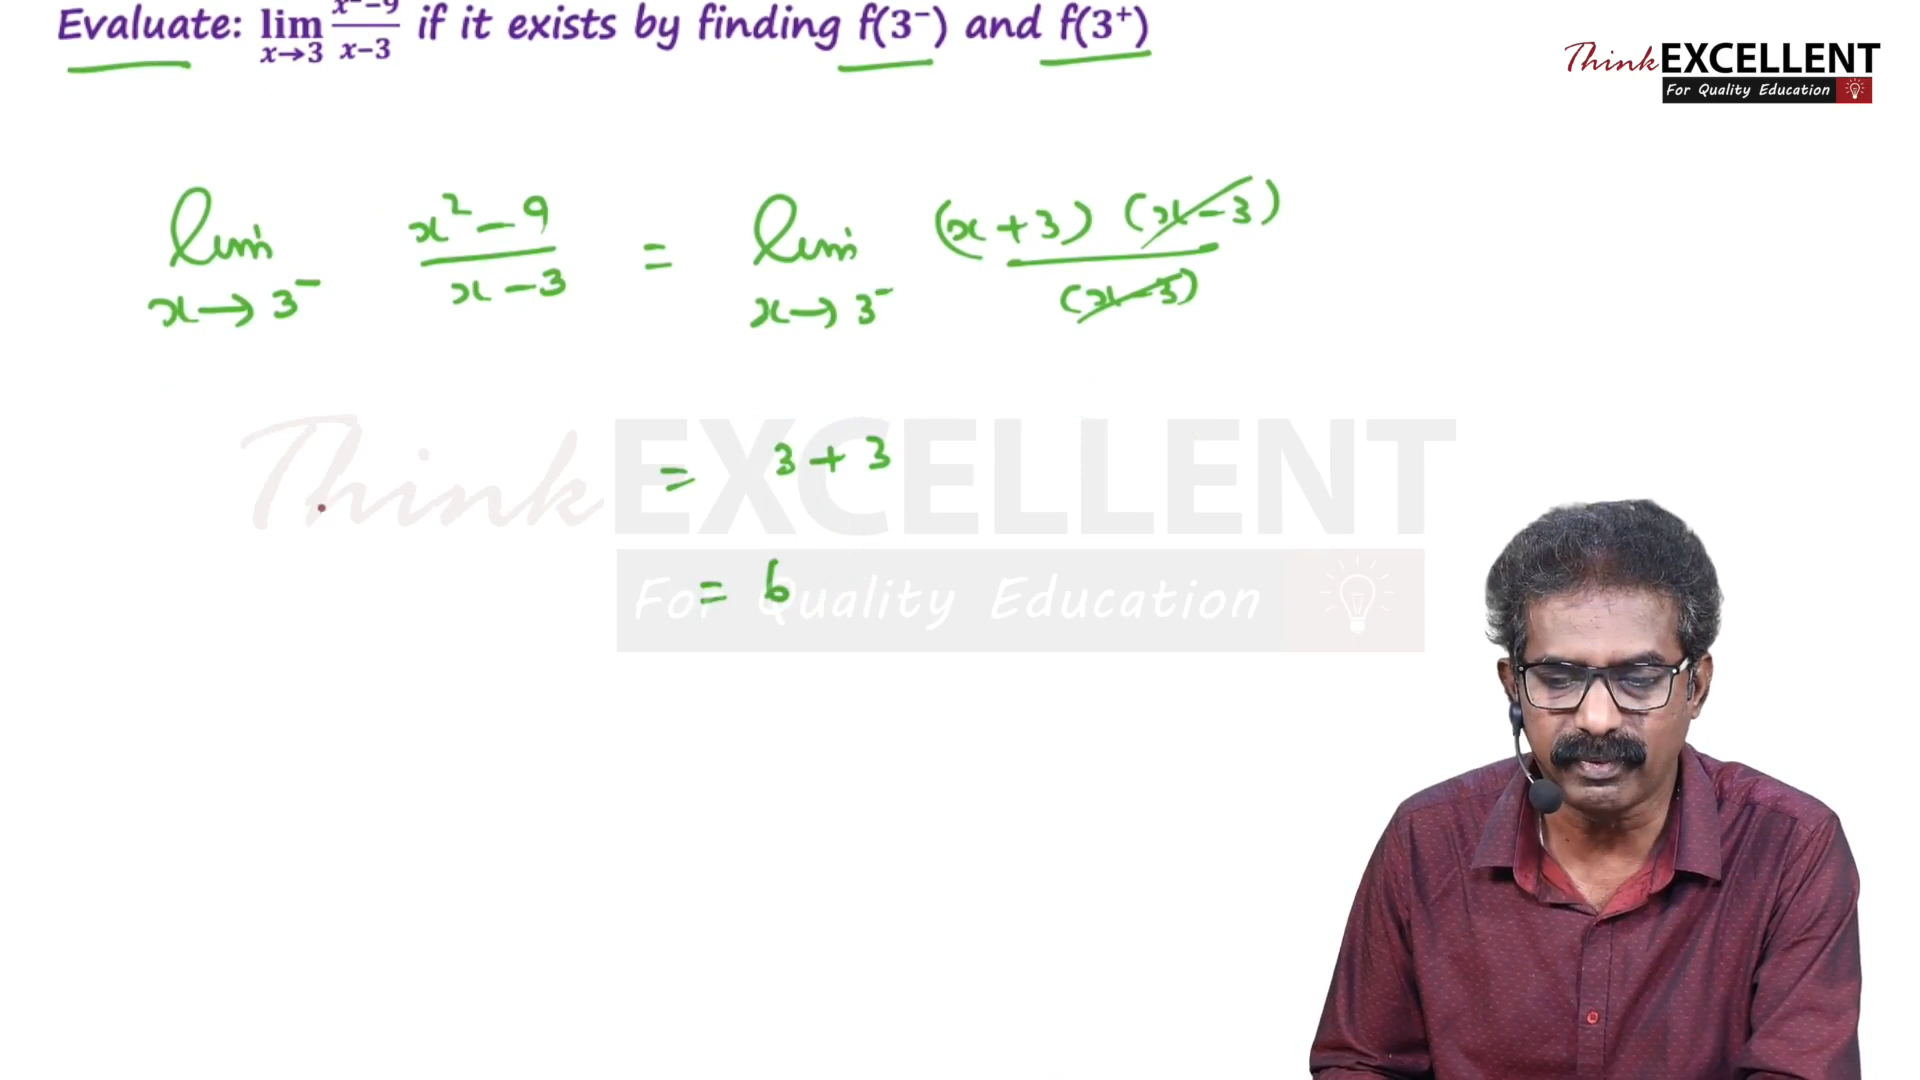 Evaluate: lim x→3 x²−9/x−3 if it exists by finding f(3⁻) and f(3⁺)
Think EXCELLENT
For Quality Education
lim x→3⁻ x²−9/x−3 = lim x→3⁻ (x+3)(x−3)/(x−3)
= 3+3
= 6
Think EXCELLENT
For Quality Education